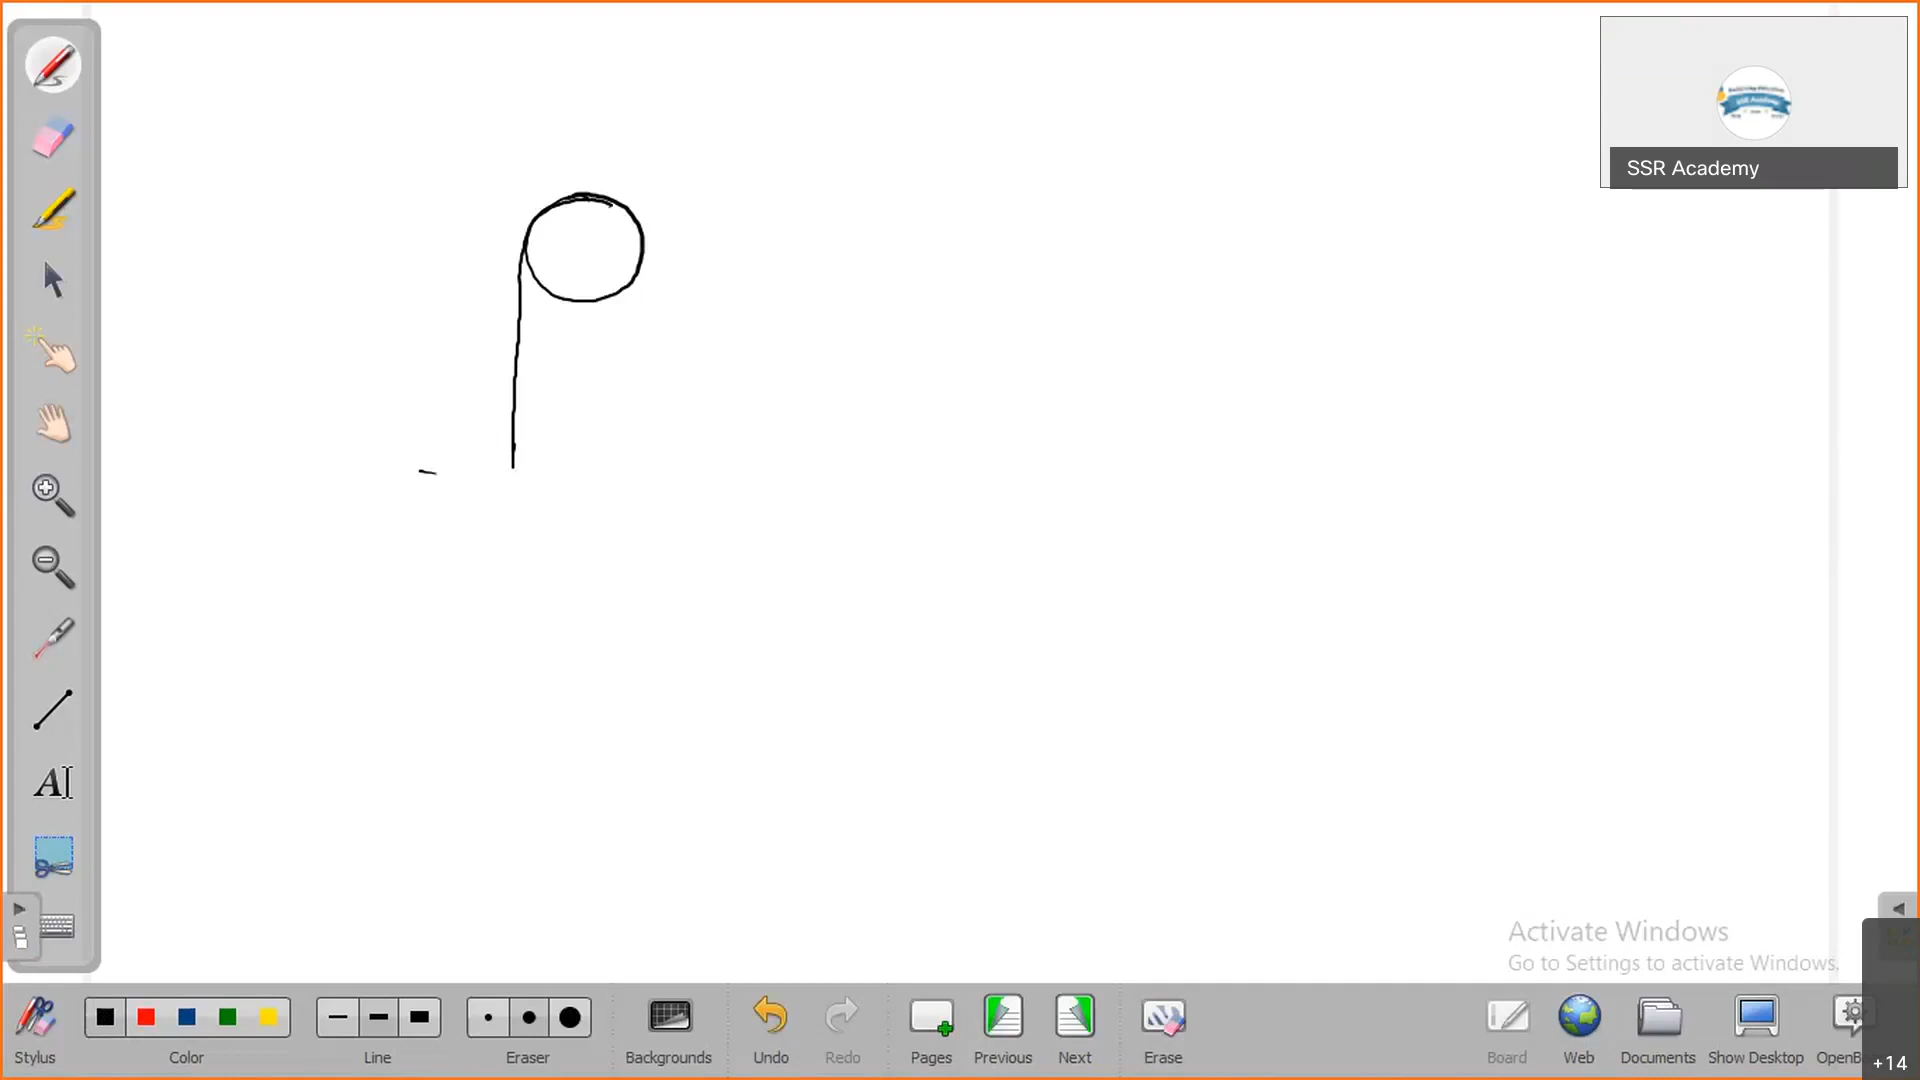 SSR Academy
Activate Windows
Go to Settings to activate Windows.
Stylus
Color
Line
Eraser
Backgrounds
Undo
Redo
Pages
Previous
Next
Erase
Board
Web
Documents
Show Desktop
+14